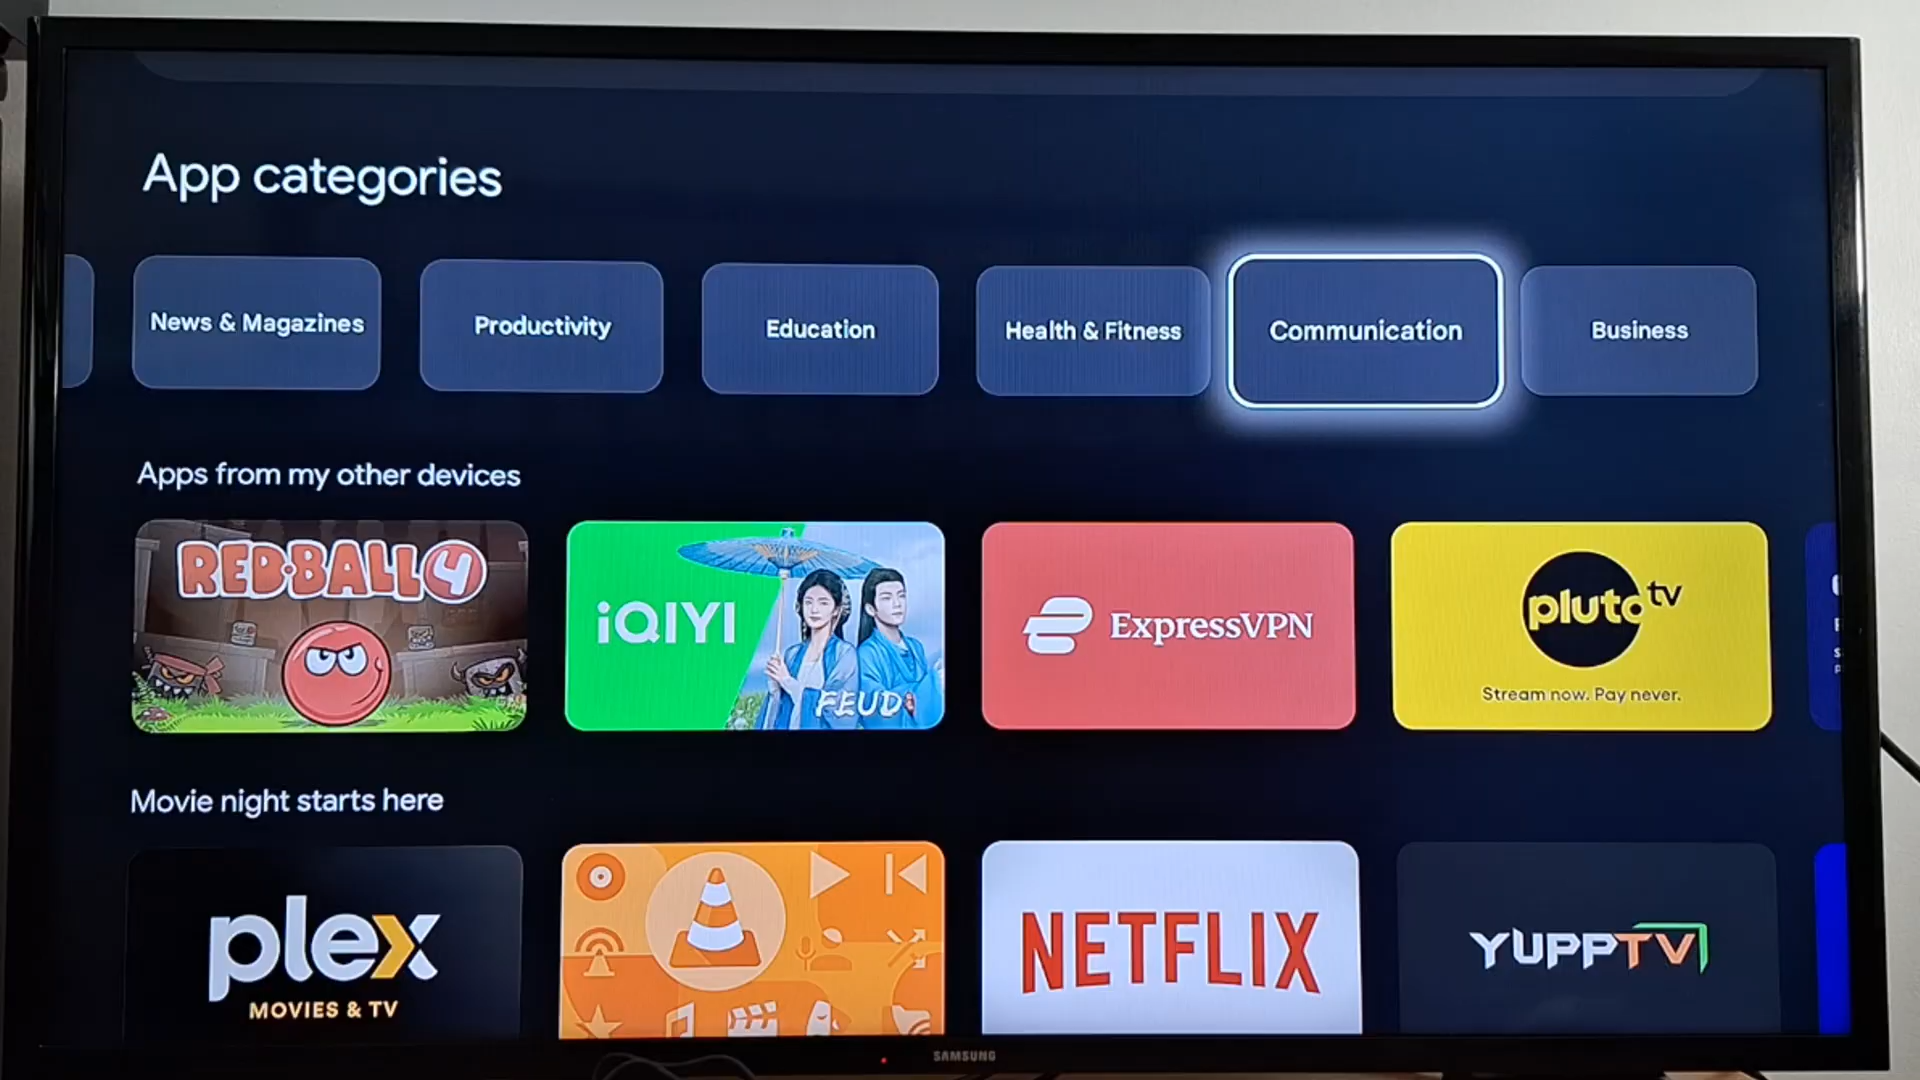 App categories
News & Magazines
Productivity
Education
Health & Fitness
Communication
Business
Apps from my other devices
RED BALL 4
iQIYI
FEUD
ExpressVPN
pluto tv
Stream now. Pay never.
Movie night starts here
plex
MOVIES & TV
NETFLIX
YUPPTV
SAMSUNG